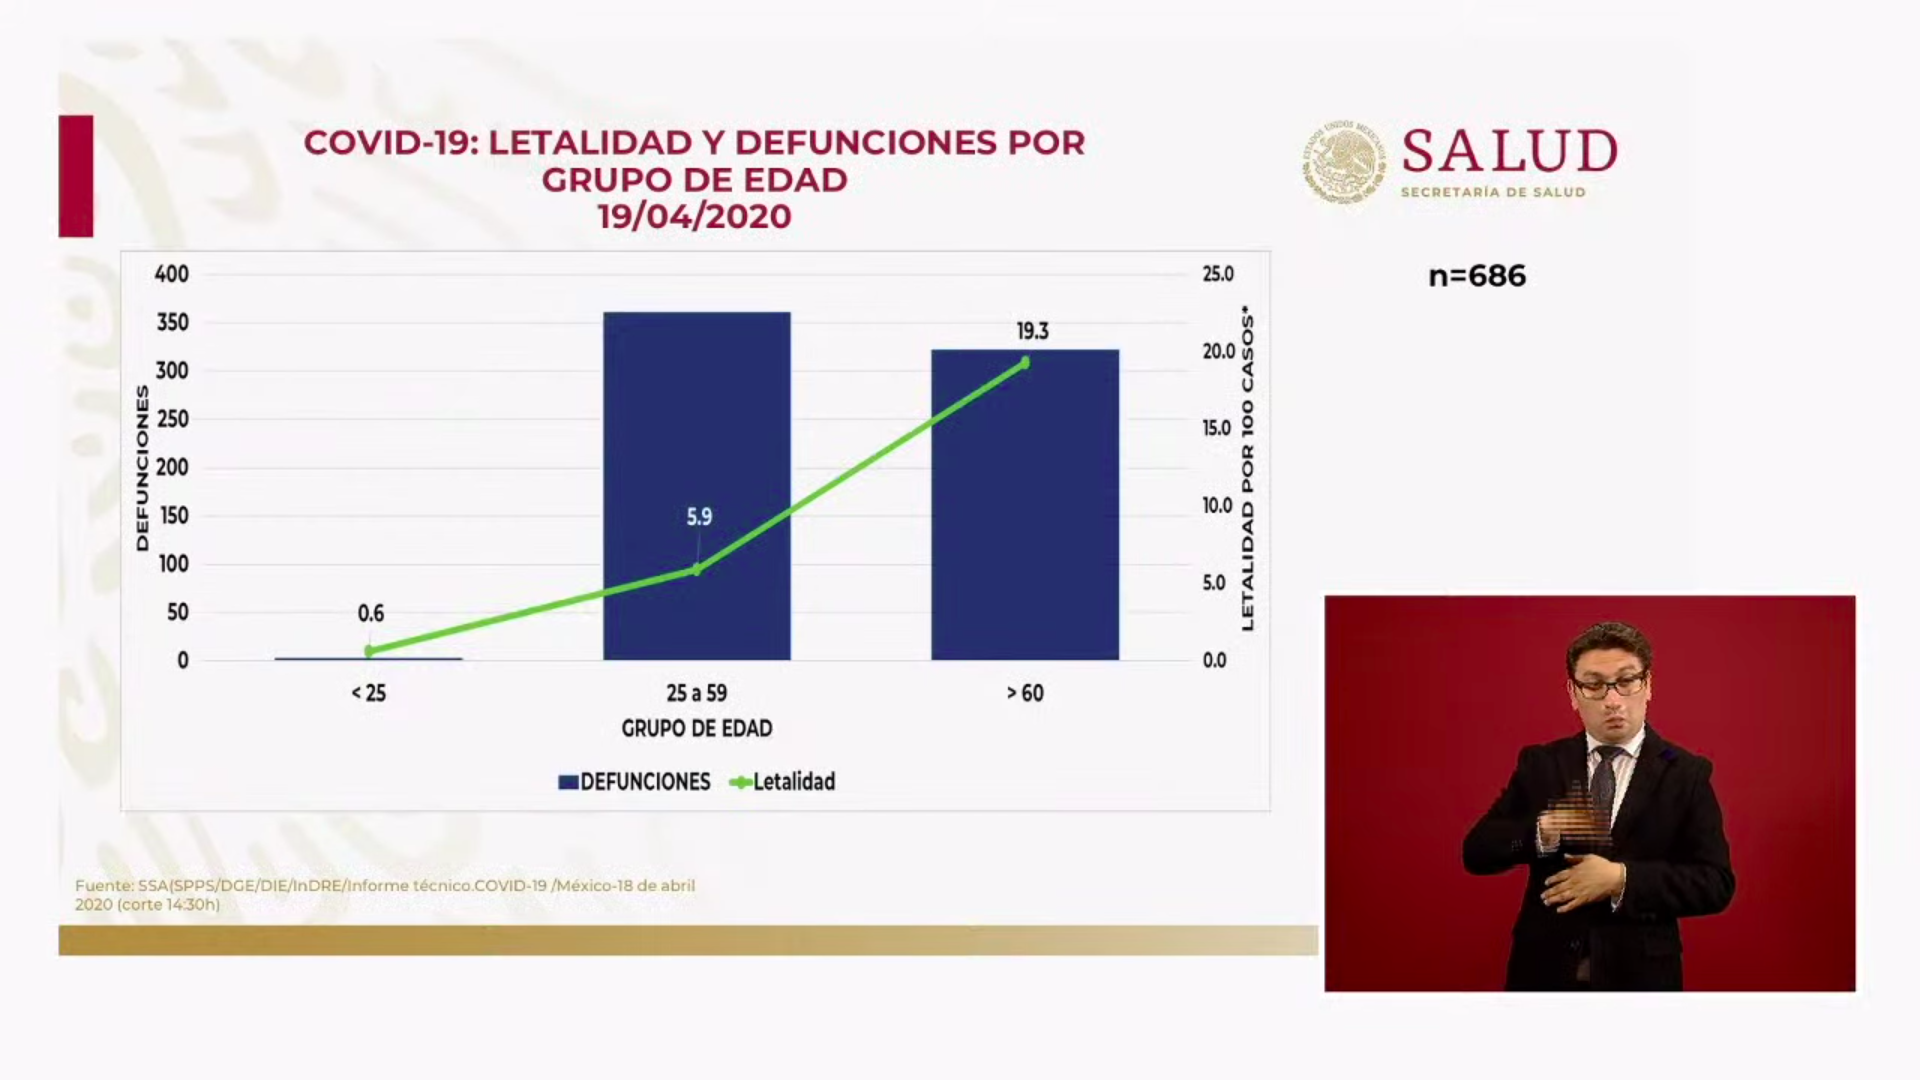 COVID-19: LETALIDAD Y DEFUNCIONES POR
GRUPO DE EDAD
19/04/2020
ESTADOS UNIDOS MEXICANOS
SALUD
SECRETARÍA DE SALUD
n=686
400
350
300
250
200
150
100
50
0
DEFUNCIONES
25.0
20.0
15.0
10.0
5.0
0.0
LETALIDAD POR 100 CASOS*
0.6
5.9
19.3
< 25
25 a 59
> 60
GRUPO DE EDAD
DEFUNCIONES
Letalidad
Fuente: SSA(SPPS/DGE/DIE/InDRE/Informe técnico.COVID-19 /México-18 de abril
2020 (corte 14:30h)